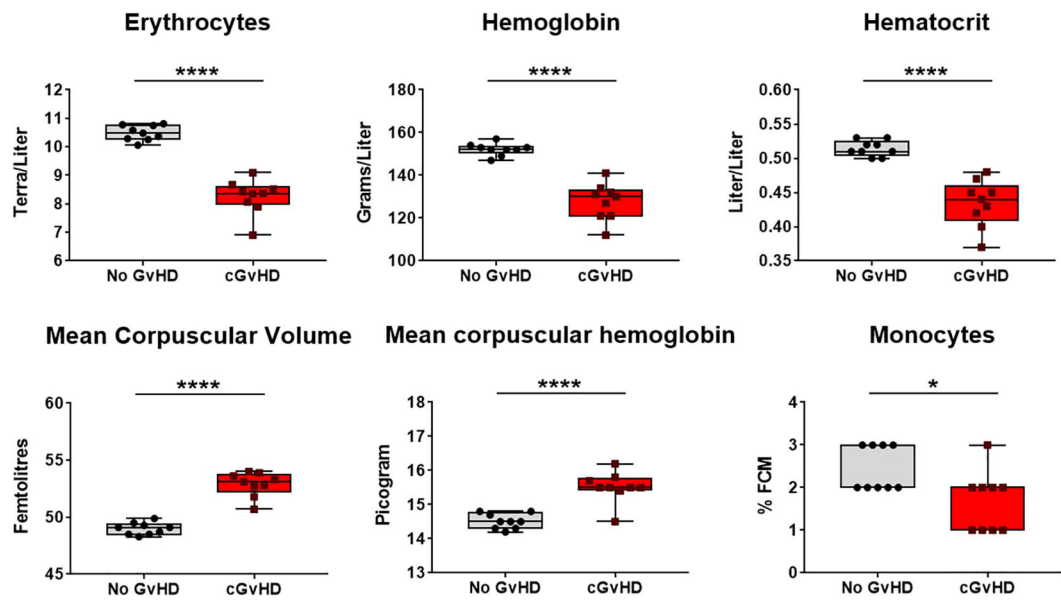 Erythrocytes
****
Terra/Liter
12
11
10
9
8
7
6
No GvHD
cGvHD
Hemoglobin
****
Grams/Liter
180
160
140
120
100
No GvHD
cGvHD
Hematocrit
****
Liter/Liter
0.60
0.55
0.50
0.45
0.40
0.35
No GvHD
cGvHD
Mean Corpuscular Volume
****
Femtolitres
60
55
50
45
No GvHD
cGvHD
Mean corpuscular hemoglobin
****
Picogram
18
17
16
15
14
13
No GvHD
cGvHD
Monocytes
*
% FCM
4
3
2
1
0
No GvHD
cGvHD